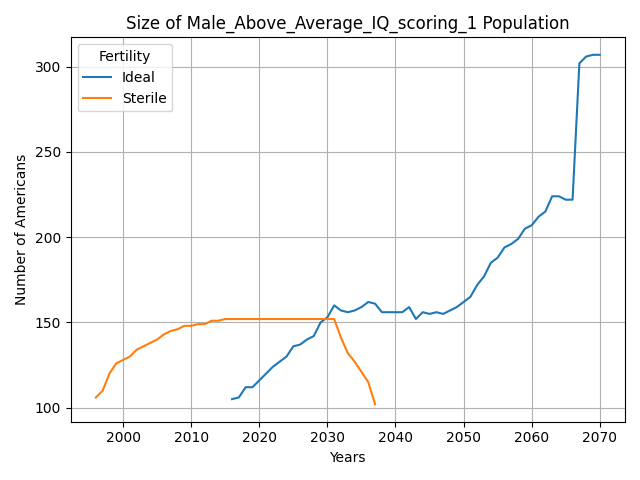 Size of Male_Above_Average_IQ_scoring_1 Population
Fertility
Ideal
Sterile
Number of Americans
300
250
200
150
100
2000 2010 2020 2030 2040 2050 2060 2070
Years